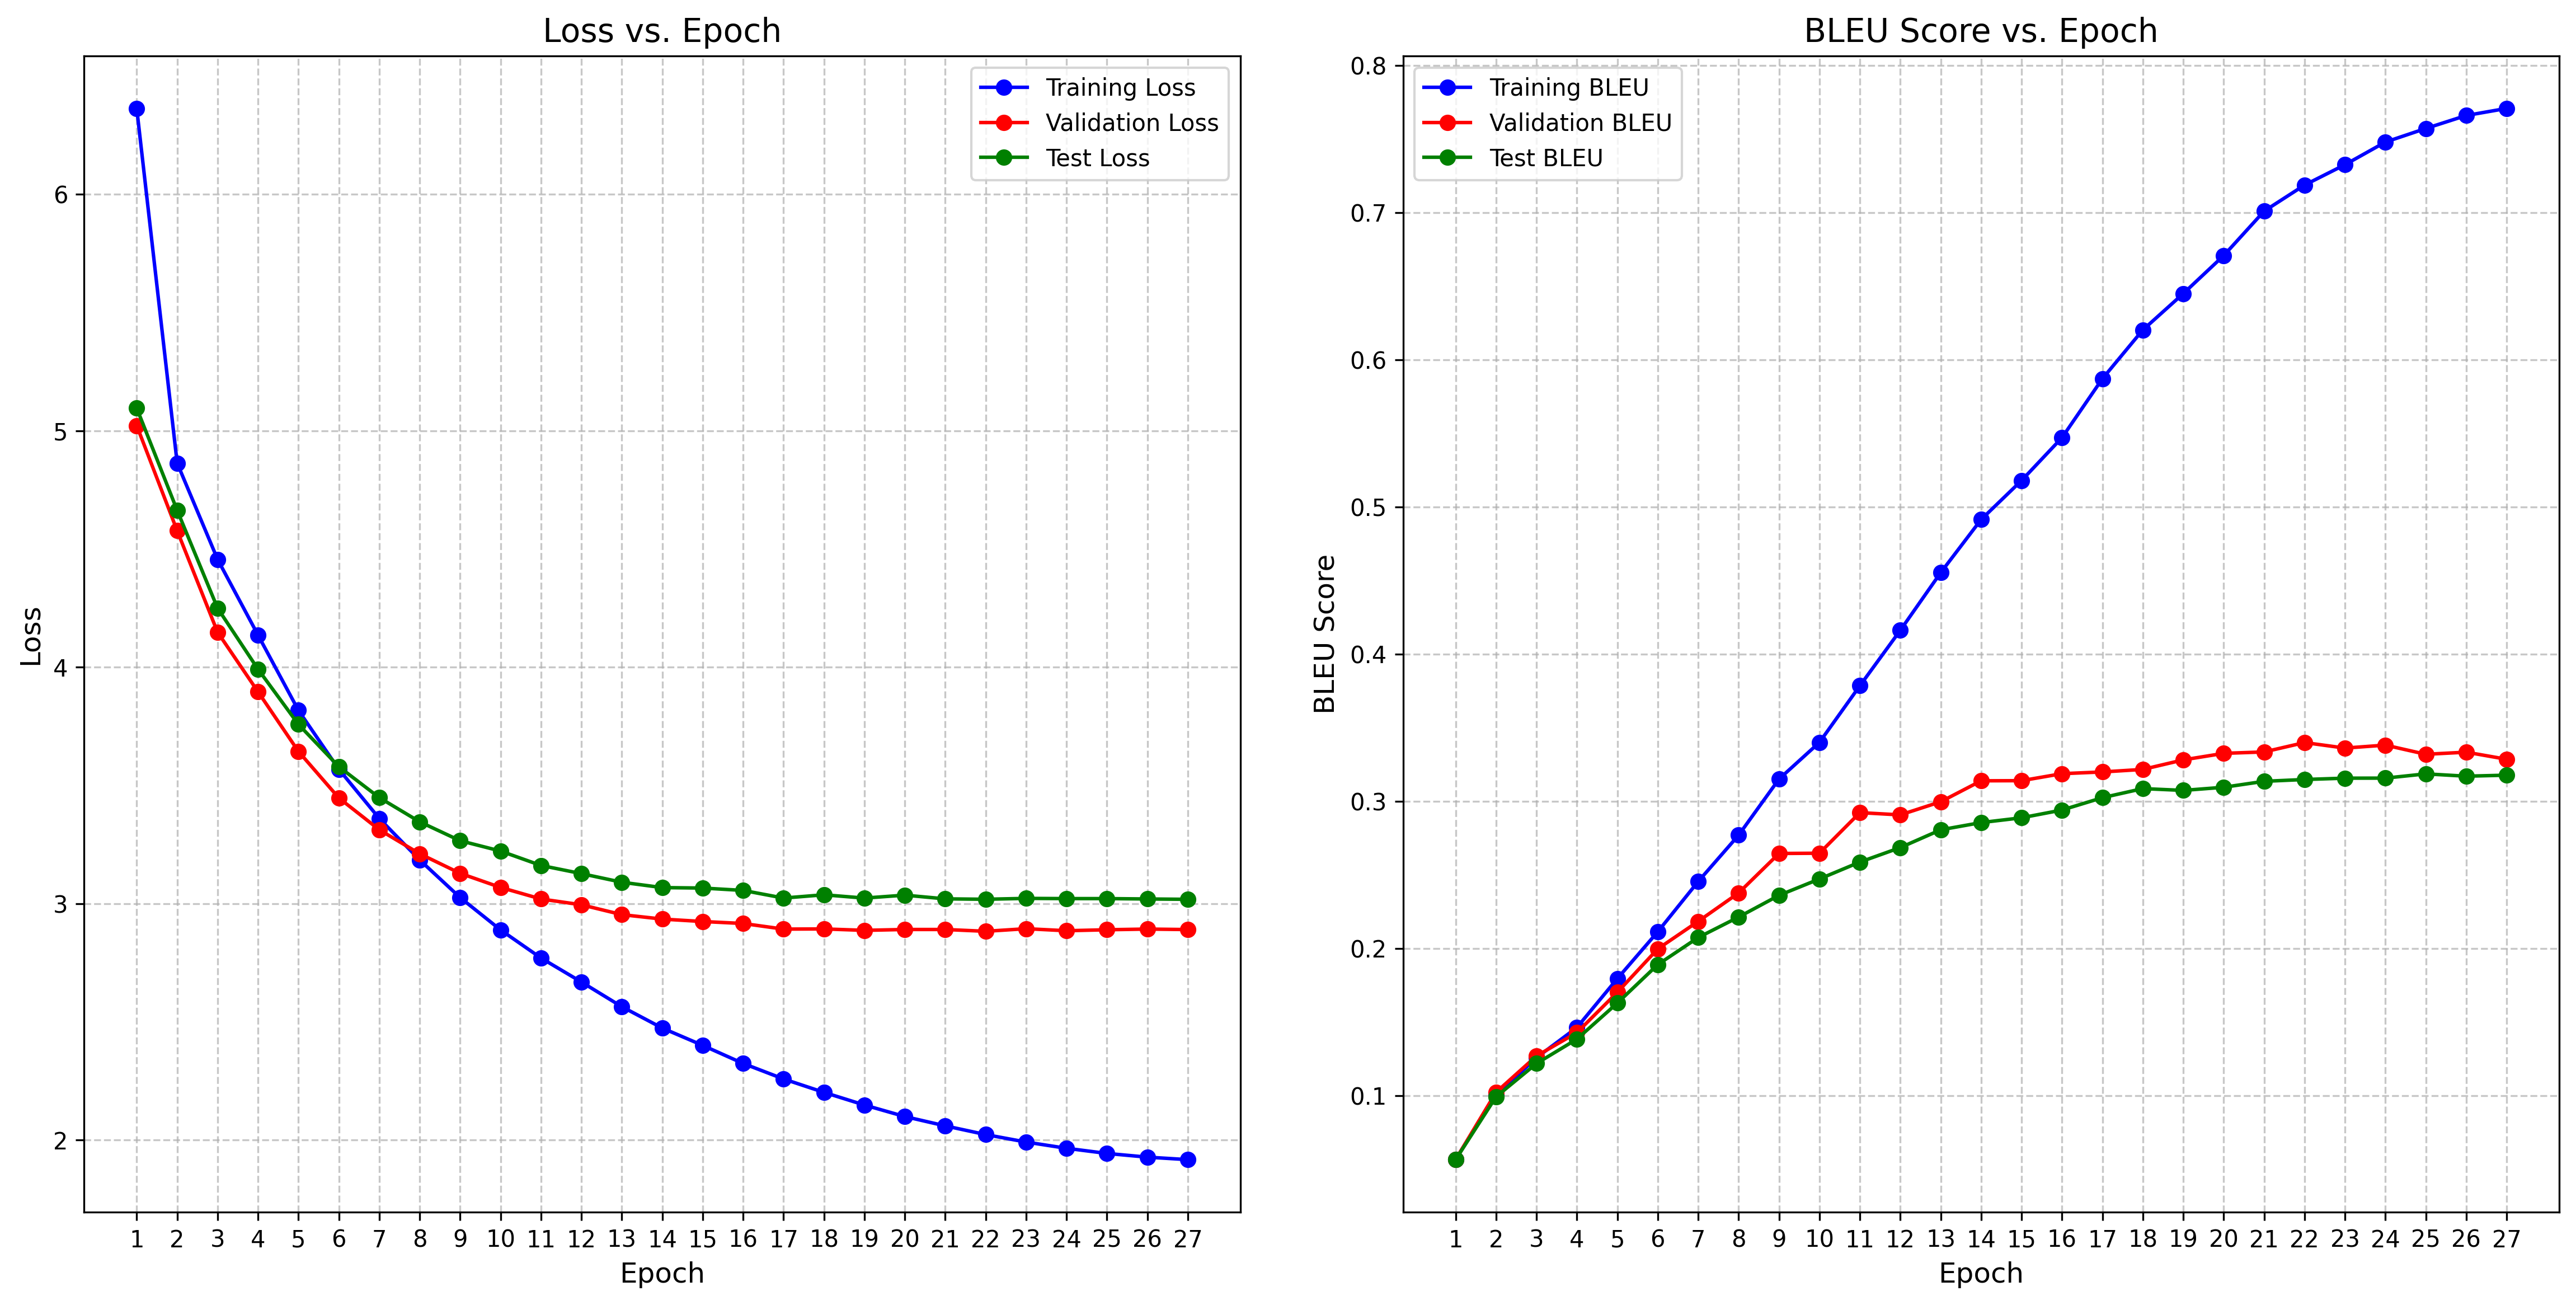 Loss vs. Epoch
Training Loss
Validation Loss
Test Loss
6
5
4
3
2
Loss
1 2 3 4 5 6 7 8 9 10 11 12 13 14 15 16 17 18 19 20 21 22 23 24 25 26 27
Epoch
BLEU Score vs. Epoch
Training BLEU
Validation BLEU
Test BLEU
0.8
0.7
0.6
0.5
0.4
0.3
0.2
0.1
BLEU Score
1 2 3 4 5 6 7 8 9 10 11 12 13 14 15 16 17 18 19 20 21 22 23 24 25 26 27
Epoch